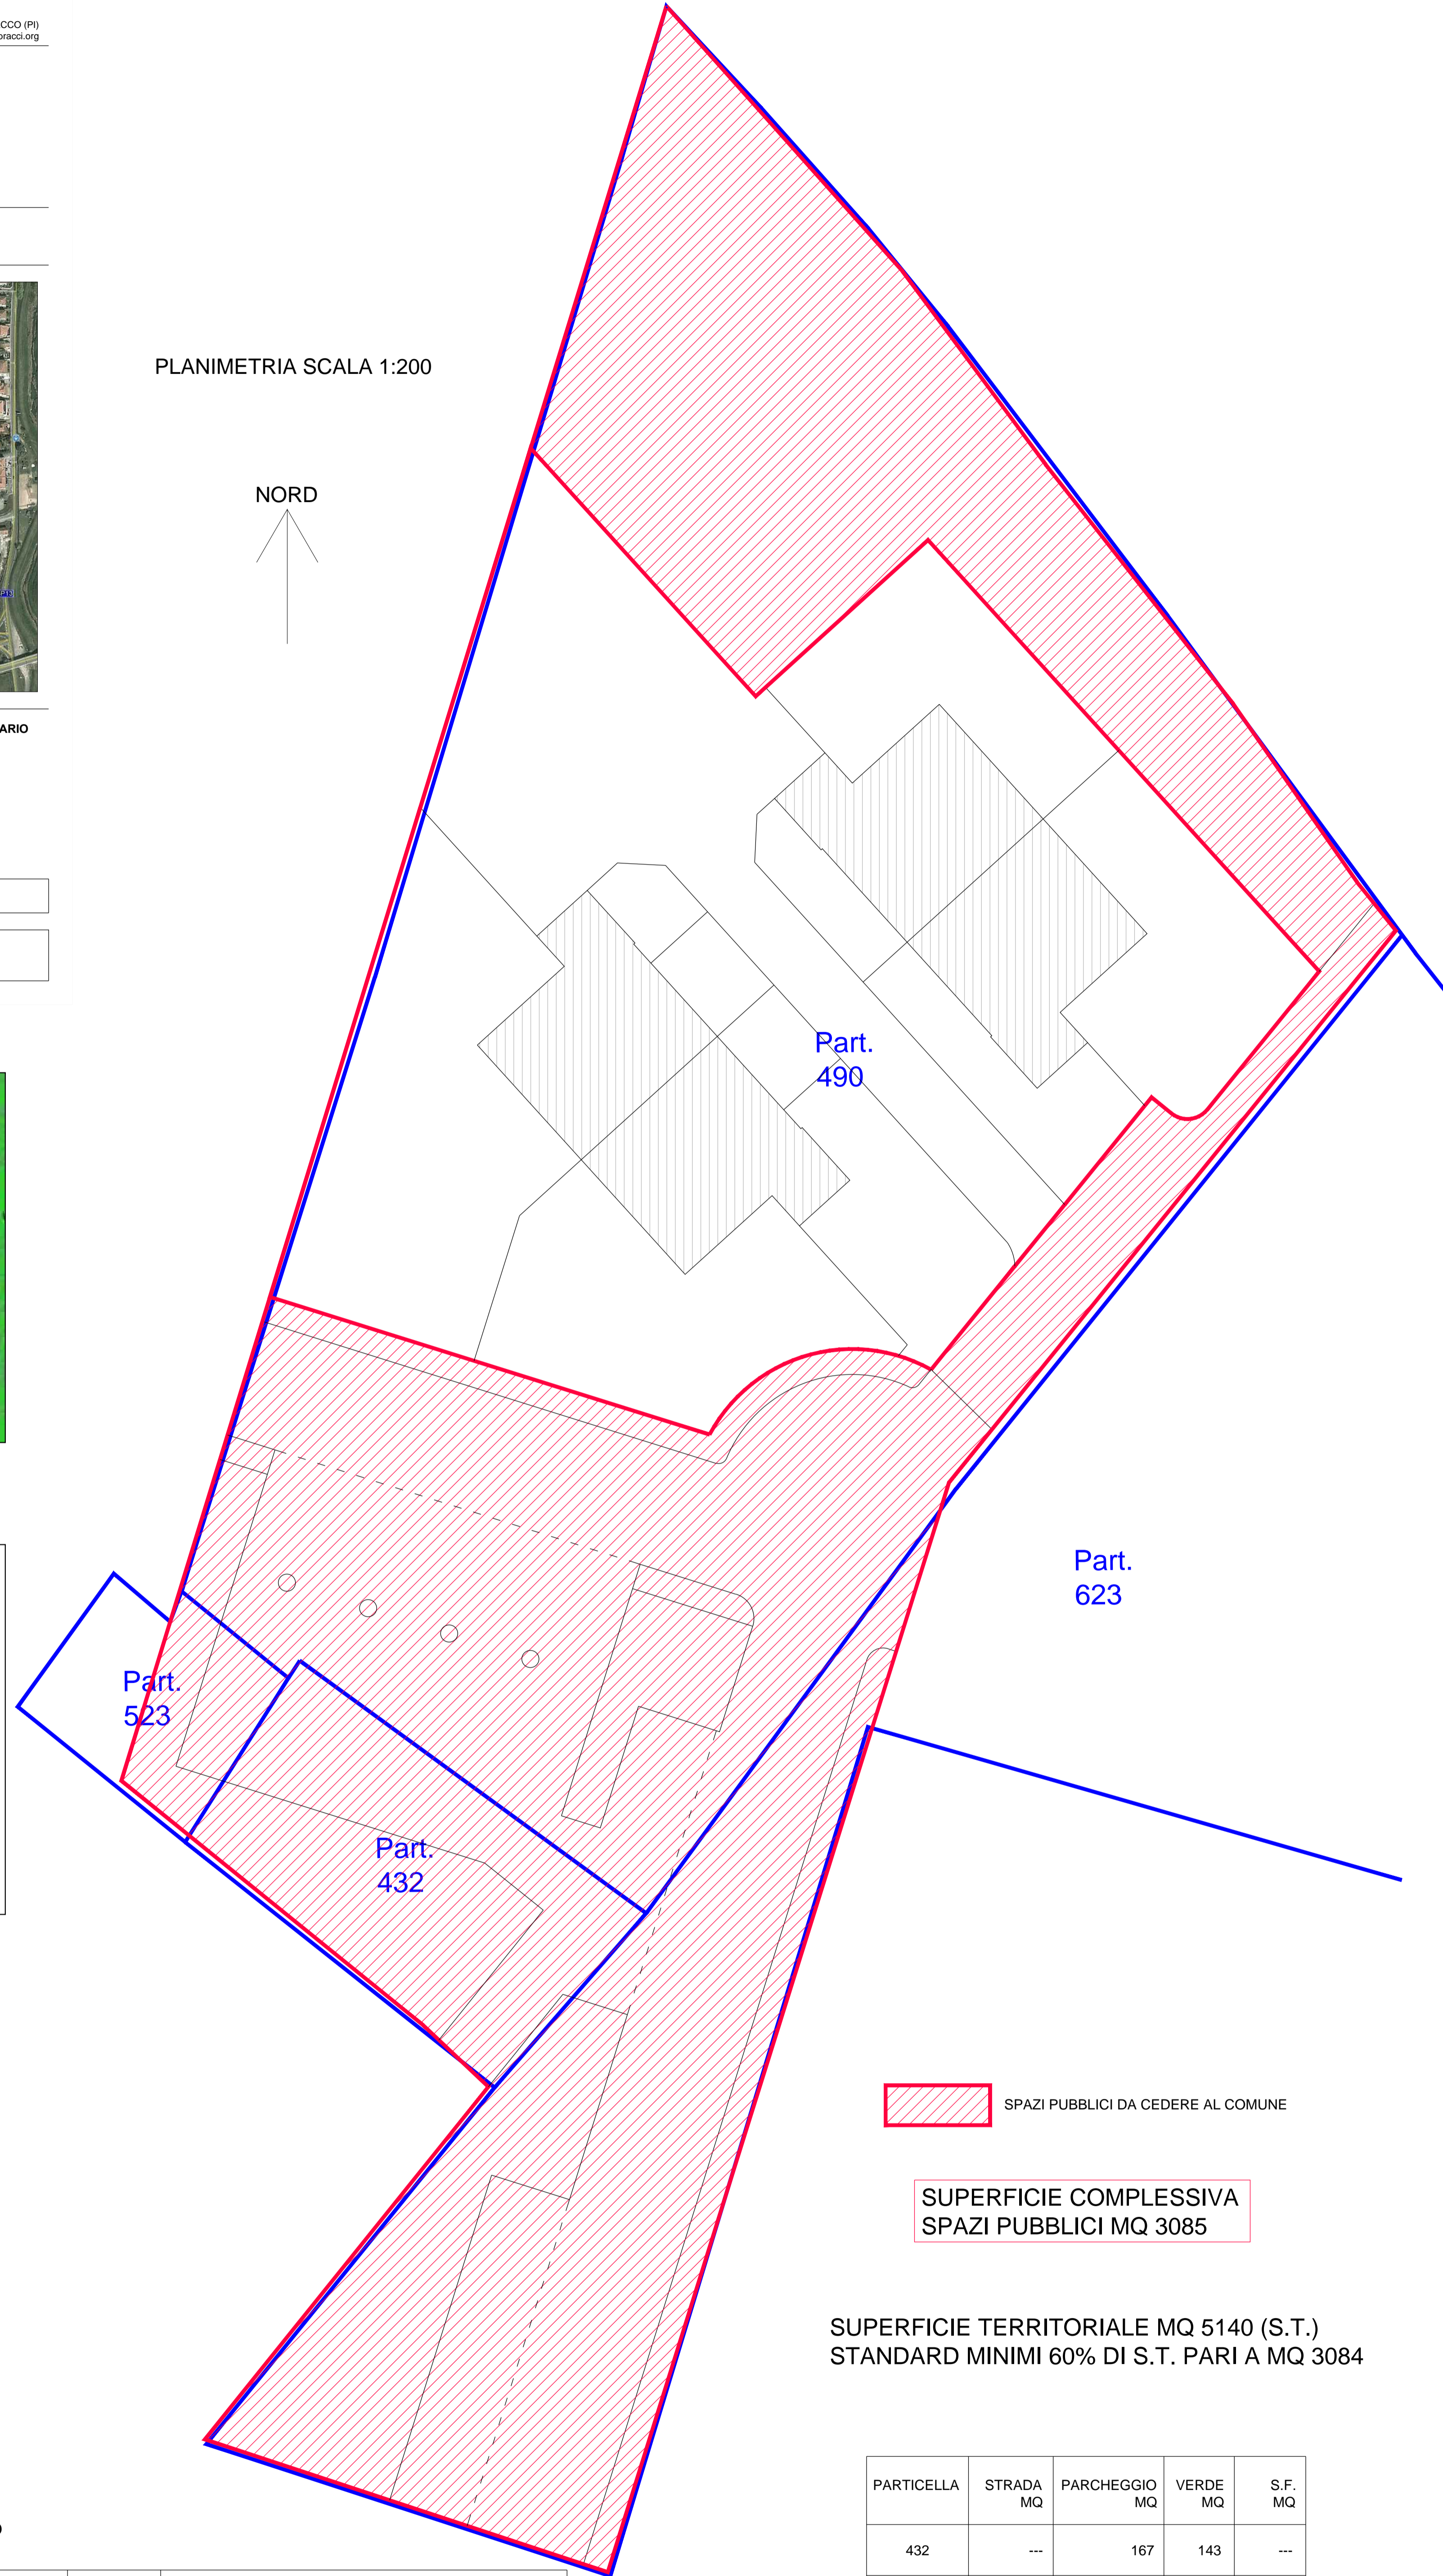 CCO (PI)
oracci.org
PLANIMETRIA SCALA 1:200
NORD
ARIO
Part.
490
Part.
623
Part.
523
Part.
432
SPAZI PUBBLICI DA CEDERE AL COMUNE
SUPERFICIE COMPLESSIVA
SPAZI PUBBLICI MQ 3085
SUPERFICIE TERRITORIALE MQ 5140 (S.T.)
STANDARD MINIMI 60% DI S.T. PARI A MQ 3084
PARTICELLA STRADA MQ PARCHEGGIO MQ VERDE MQ S.F. MQ
432 --- 167 143 ---